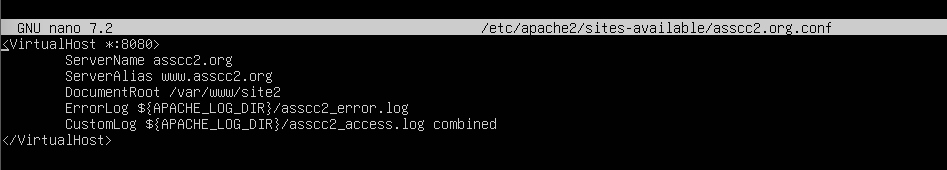 GNU nano 7.2 /etc/apache2/sites-available/asscc2.org.conf
<VirtualHost *:8080>
ServerName asscc2.org
ServerAlias www.asscc2.org
DocumentRoot /var/www/site2
ErrorLog ${APACHE_LOG_DIR}/asscc2_error.log
CustomLog ${APACHE_LOG_DIR}/asscc2_access.log combined
</VirtualHost>